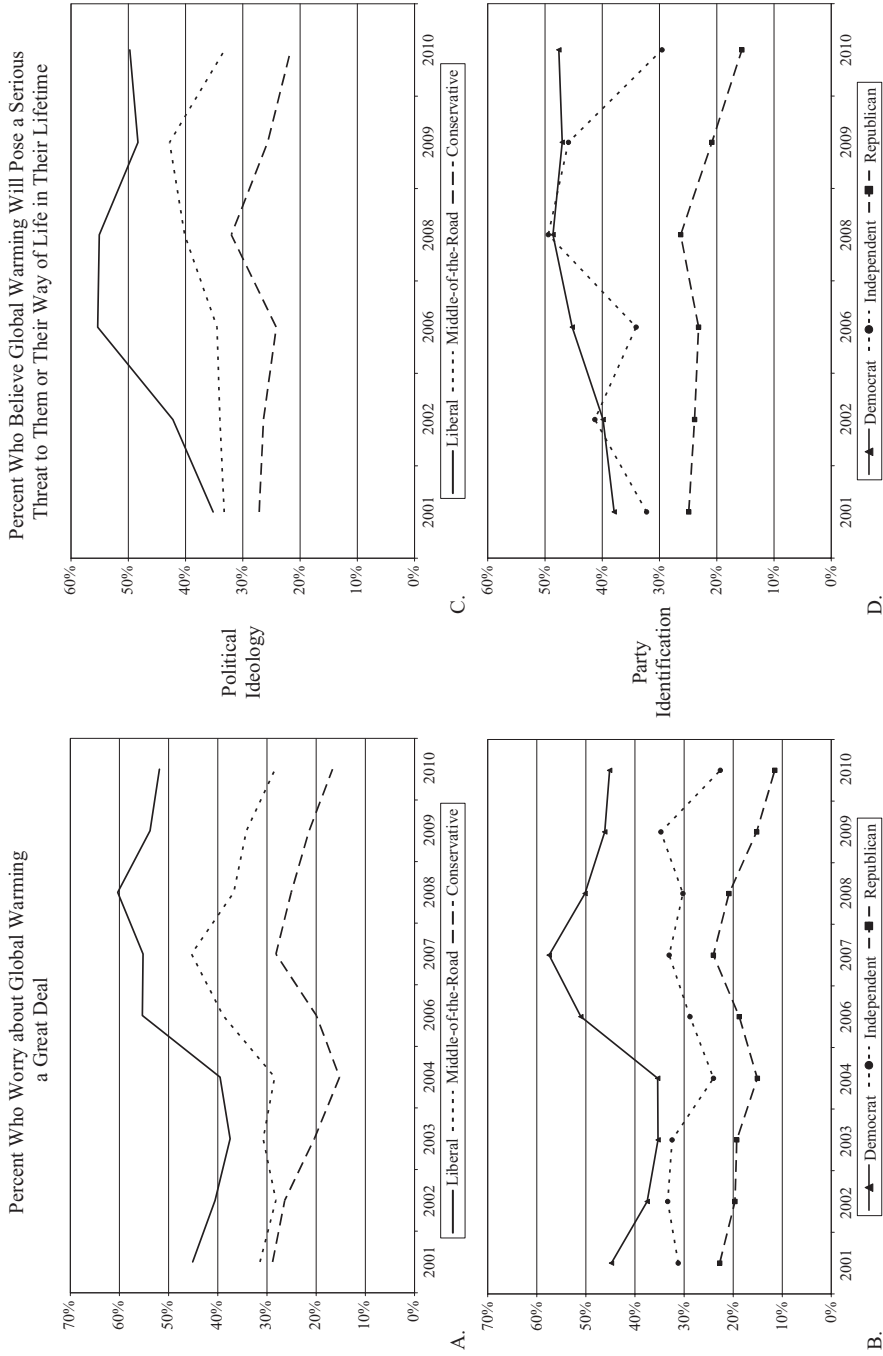 Percent Who Worry about Global Warming
a Great Deal
70%
60%
50%
40%
30%
20%
10%
0%
2001 2002 2003 2004 2006 2007 2008 2009 2010
Liberal Middle-of-the-Road Conservative
A.
Political
Ideology
Percent Who Believe Global Warming Will Pose a Serious
Threat to Them or Their Way of Life in Their Lifetime
60%
50%
40%
30%
20%
10%
0%
2001 2002 2006 2008 2009 2010
Liberal Middle-of-the-Road Conservative
C.
70%
60%
50%
40%
30%
20%
10%
0%
2001 2002 2003 2004 2006 2007 2008 2009 2010
Democrat Independent Republican
B.
Party
Identification
60%
50%
40%
30%
20%
10%
0%
2001 2002 2006 2008 2009 2010
Democrat Independent Republican
D.